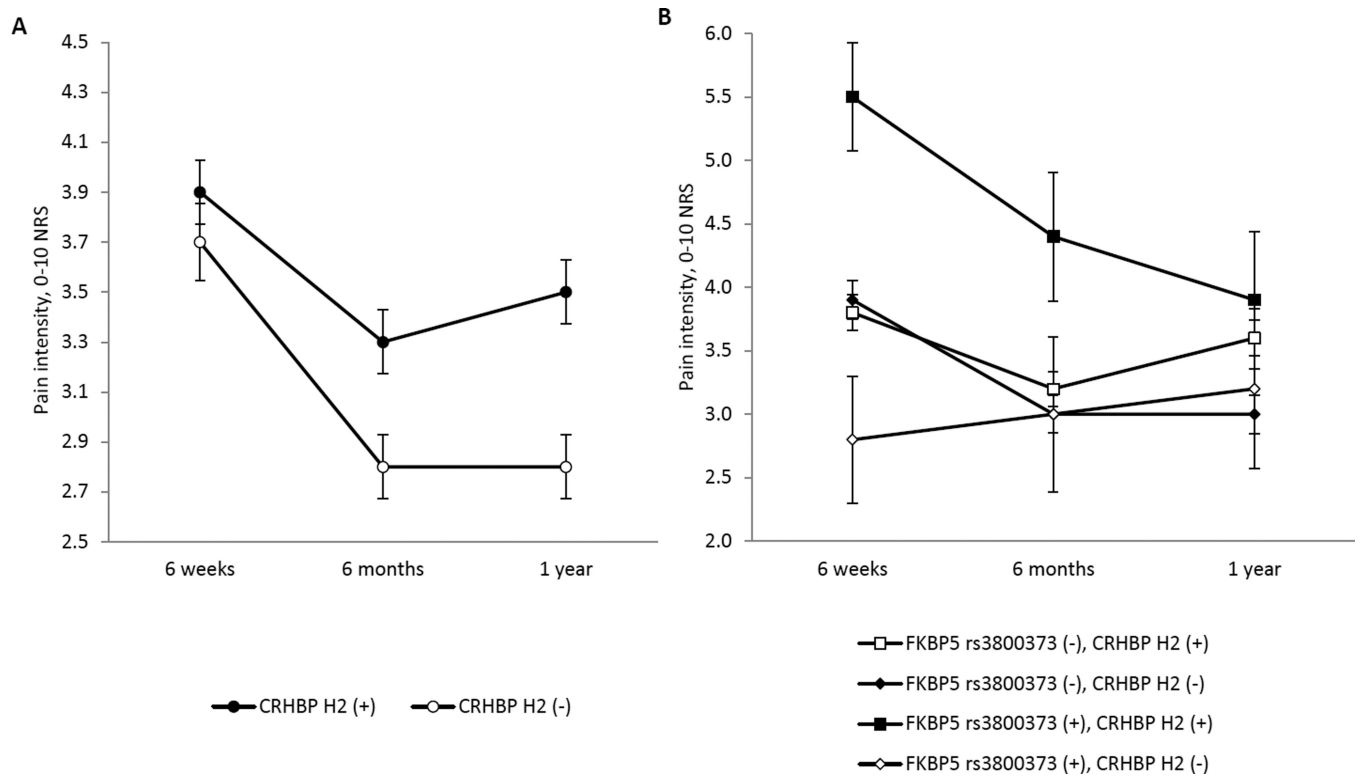 A
Pain intensity, 0-10 NRS
4.5
4.3
4.1
3.9
3.7
3.5
3.3
3.1
2.9
2.7
2.5
6 weeks 6 months 1 year
CRHBP H2 (+) CRHBP H2 (-)
B
Pain intensity, 0-10 NRS
6.0
5.5
5.0
4.5
4.0
3.5
3.0
2.5
2.0
6 weeks 6 months 1 year
FKBP5 rs3800373 (-), CRHBP H2 (+)
FKBP5 rs3800373 (-), CRHBP H2 (-)
FKBP5 rs3800373 (+), CRHBP H2 (+)
FKBP5 rs3800373 (+), CRHBP H2 (-)